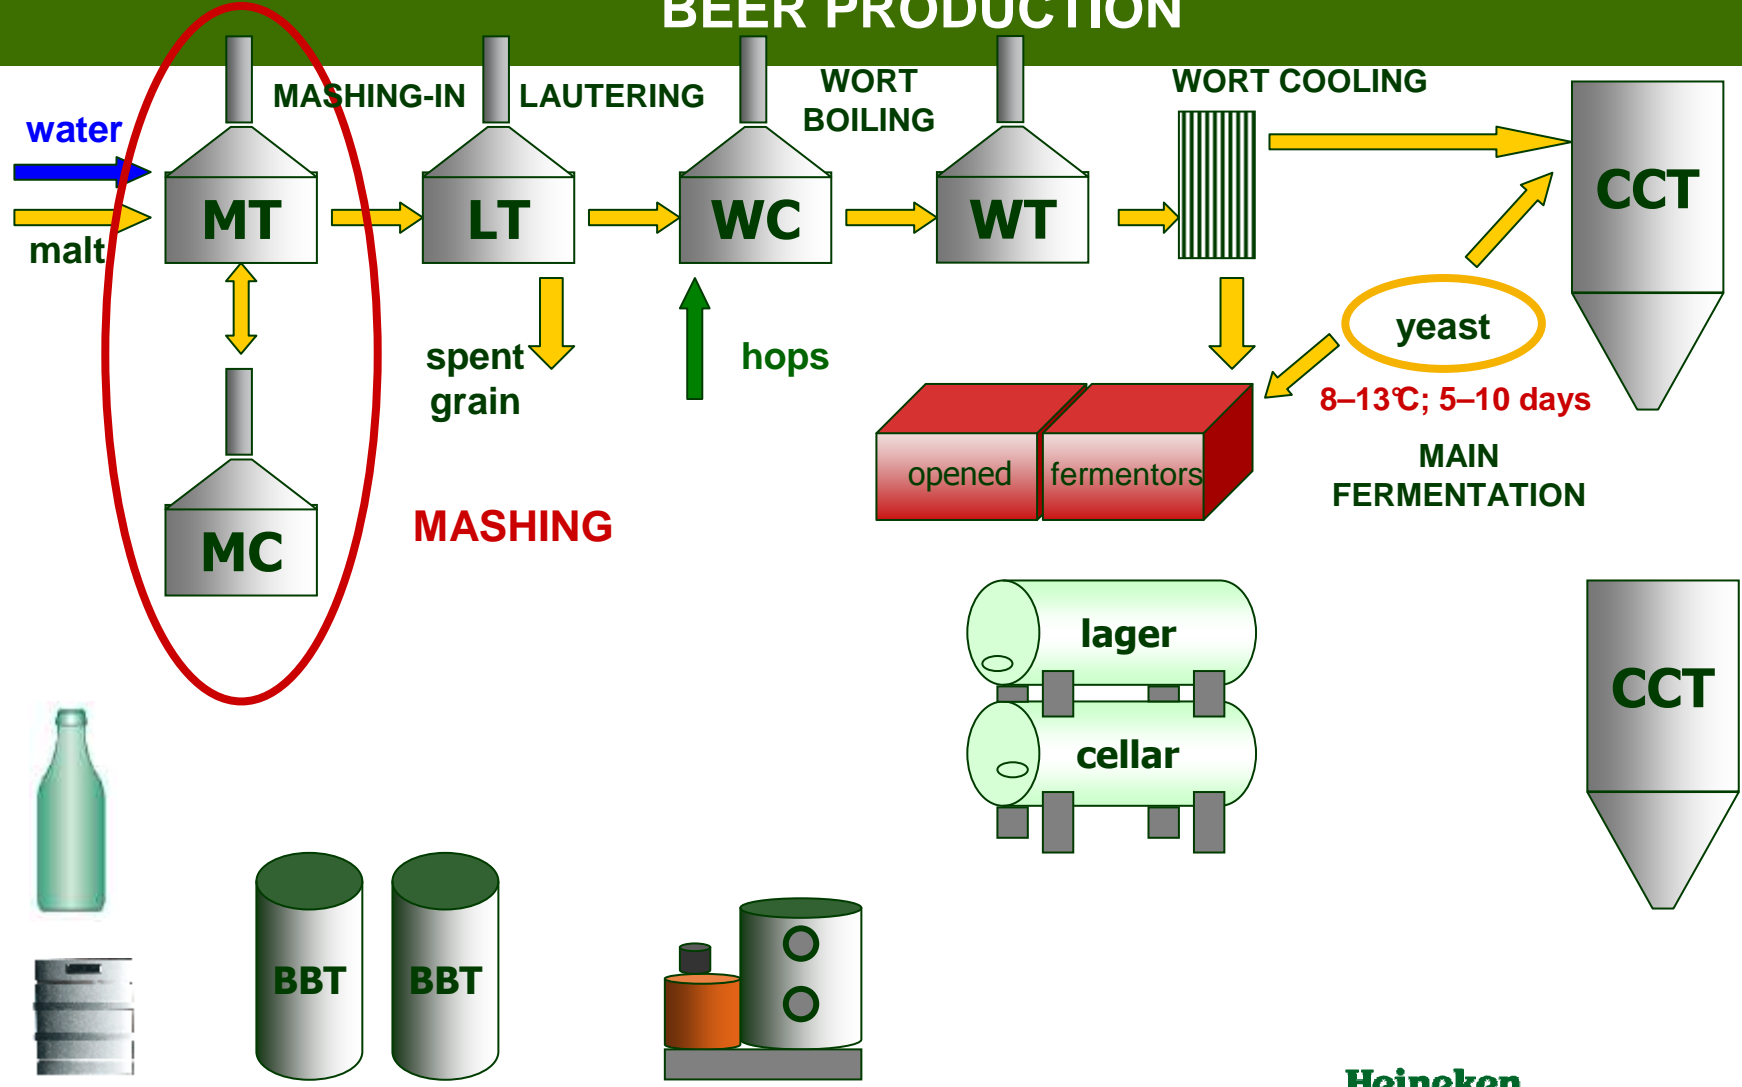 BEER PRODUCTION
MASHING-IN
LAUTERING
WORT
BOILING
WORT COOLING
water
malt
MT
LT
WC
WT
CCT
spent
grain
hops
yeast
8–13°C; 5–10 days
MAIN
FERMENTATION
opened
fermentors
MC
MASHING
lager
cellar
CCT
BBT
BBT
Heineken